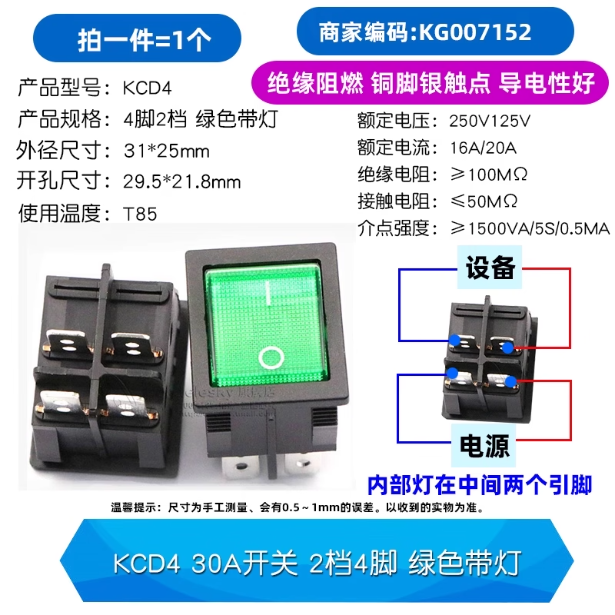 拍一件=1个
商家编码:KG007152
绝缘阻燃 铜脚银触点 导电性好
产品型号: KCD4
产品规格: 4脚2档 绿色带灯
外径尺寸: 31*25mm
开孔尺寸: 29.5*21.8mm
使用温度: T85
额定电压: 250V125V
额定电流: 16A/20A
绝缘电阻: ≥100MΩ
接触电阻: ≤50MΩ
介点强度: ≥1500VA/5S/0.5MA
设备
电源
内部灯在中间两个引脚
温馨提示: 尺寸为手工测量、会有0.5~1mm的误差。以收到的实物为准。
KCD4 30A开关 2档4脚 绿色带灯